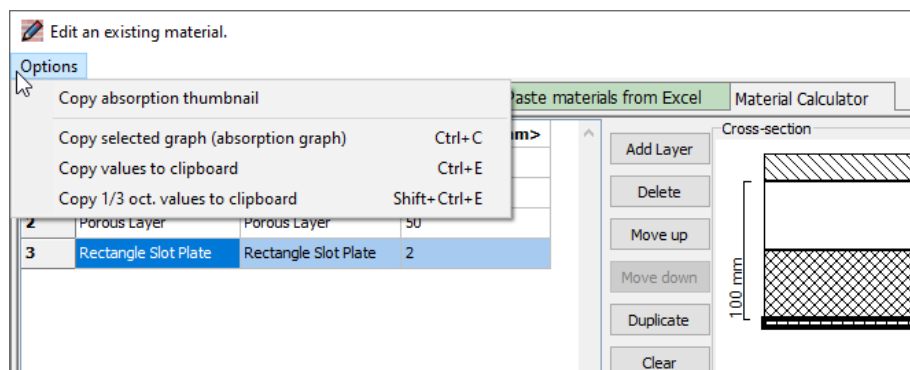 Edit an existing material.
Options
Copy absorption thumbnail
Copy selected graph (absorption graph) Ctrl+C
Copy values to clipboard Ctrl+E
Copy 1/3 oct. values to clipboard Shift+Ctrl+E
Paste materials from Excel
Material Calculator
Cross-section
Add Layer
Delete
Move up
Move down
Duplicate
Clear
2 Porous Layer Porous Layer 50
3 Rectangle Slot Plate Rectangle Slot Plate 2
100 mm